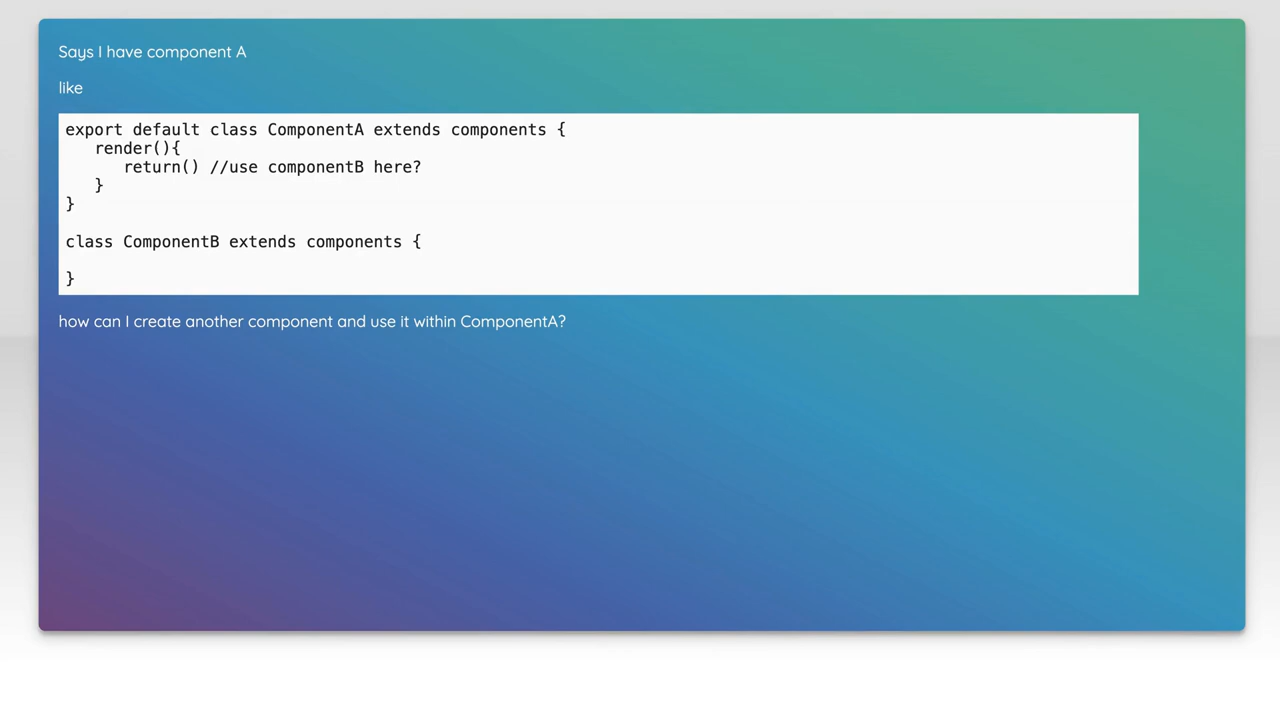 Says I have component A
like
export default class ComponentA extends components {
   render(){
      return() //use componentB here?
   }
}
class ComponentB extends components {
}
how can I create another component and use it within ComponentA?